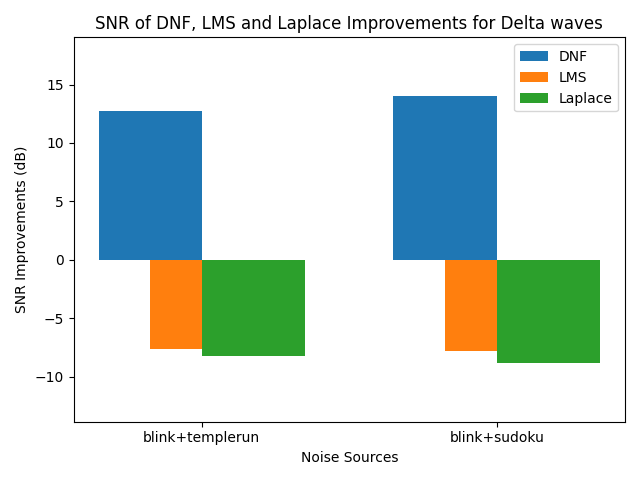 SNR of DNF, LMS and Laplace Improvements for Delta waves
DNF
LMS
Laplace
SNR Improvements (dB)
15
10
5
0
−5
−10
blink+templerun
blink+sudoku
Noise Sources